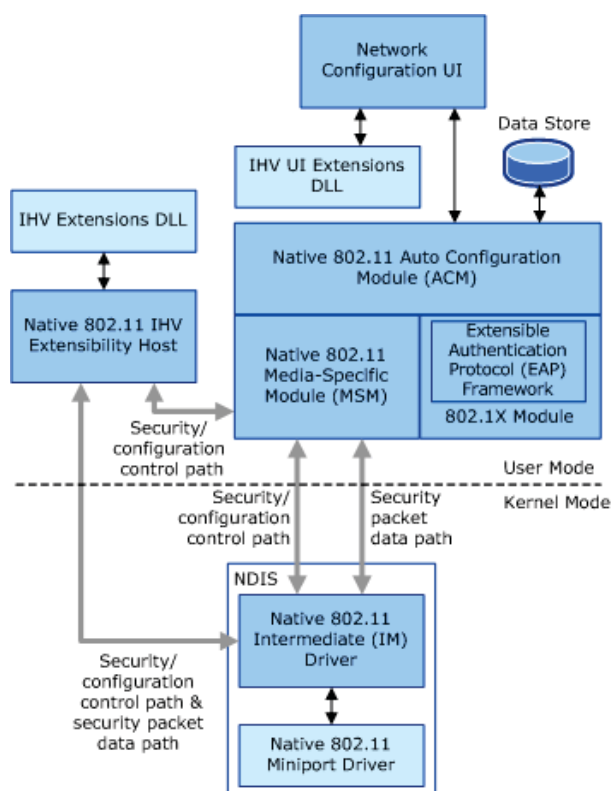 Network
Configuration UI
Data Store
IHV UI Extensions
DLL
IHV Extensions DLL
Native 802.11 Auto Configuration
Module (ACM)
Native 802.11 IHV
Extensibility Host
Native 802.11
Media-Specific
Module (MSM)
Extensible
Authentication
Protocol (EAP)
Framework
802.1X Module
Security/
configuration
control path
User Mode
Kernel Mode
Security/
configuration
control path
Security
packet
data path
NDIS
Native 802.11
Intermediate (IM)
Driver
Security/
configuration
control path &
security packet
data path
Native 802.11
Miniport Driver